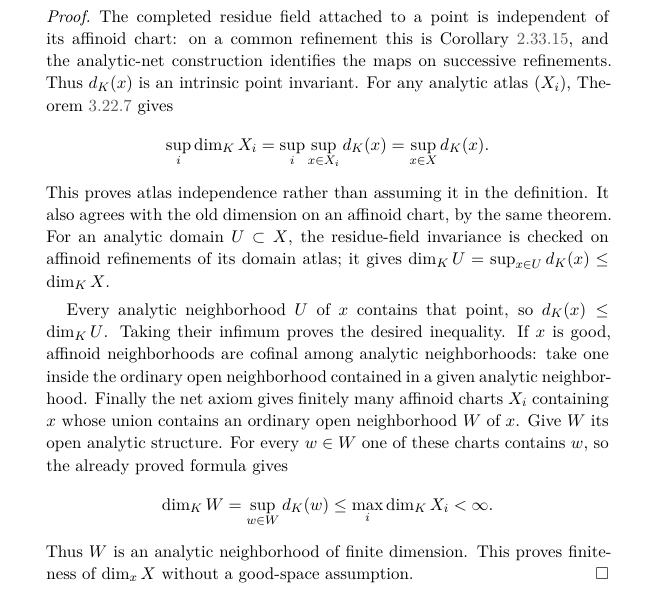 Proof. The completed residue field attached to a point is independent of
its affinoid chart: on a common refinement this is Corollary 2.33.15, and
the analytic-net construction identifies the maps on successive refinements.
Thus d_K(x) is an intrinsic point invariant. For any analytic atlas (X_i), The-
orem 3.22.7 gives
sup_i dim_K X_i = sup_i sup_{x∈X_i} d_K(x) = sup_{x∈X} d_K(x).
This proves atlas independence rather than assuming it in the definition. It
also agrees with the old dimension on an affinoid chart, by the same theorem.
For an analytic domain U ⊂ X, the residue-field invariance is checked on
affinoid refinements of its domain atlas; it gives dim_K U = sup_{x∈U} d_K(x) ≤
dim_K X.
Every analytic neighborhood U of x contains that point, so d_K(x) ≤
dim_K U. Taking their infimum proves the desired inequality. If x is good,
affinoid neighborhoods are cofinal among analytic neighborhoods: take one
inside the ordinary open neighborhood contained in a given analytic neighbor-
hood. Finally the net axiom gives finitely many affinoid charts X_i containing
x whose union contains an ordinary open neighborhood W of x. Give W its
open analytic structure. For every w ∈ W one of these charts contains w, so
the already proved formula gives
dim_K W = sup_{w∈W} d_K(w) ≤ max_i dim_K X_i < ∞.
Thus W is an analytic neighborhood of finite dimension. This proves finite-
ness of dim_x X without a good-space assumption. □